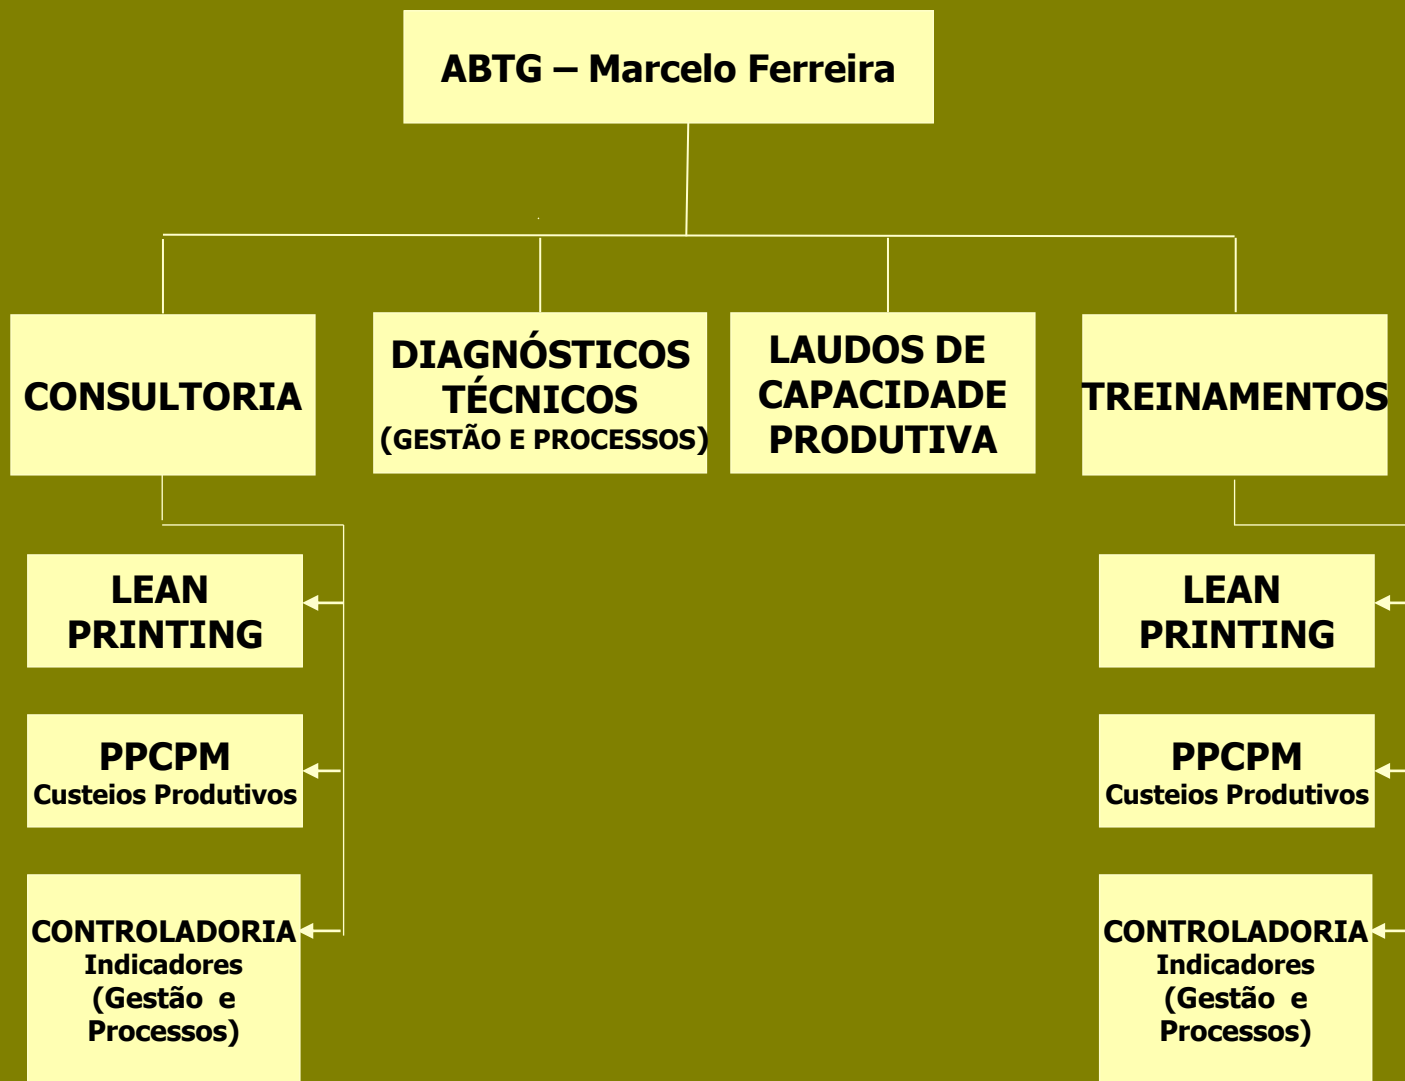 ABTG – Marcelo Ferreira
CONSULTORIA
DIAGNÓSTICOS
TÉCNICOS
(GESTÃO E PROCESSOS)
LAUDOS DE
CAPACIDADE
PRODUTIVA
TREINAMENTOS
LEAN
PRINTING
PPCPM
Custeios Produtivos
CONTROLADORIA
Indicadores
(Gestão e
Processos)
LEAN
PRINTING
PPCPM
Custeios Produtivos
CONTROLADORIA
Indicadores
(Gestão e
Processos)